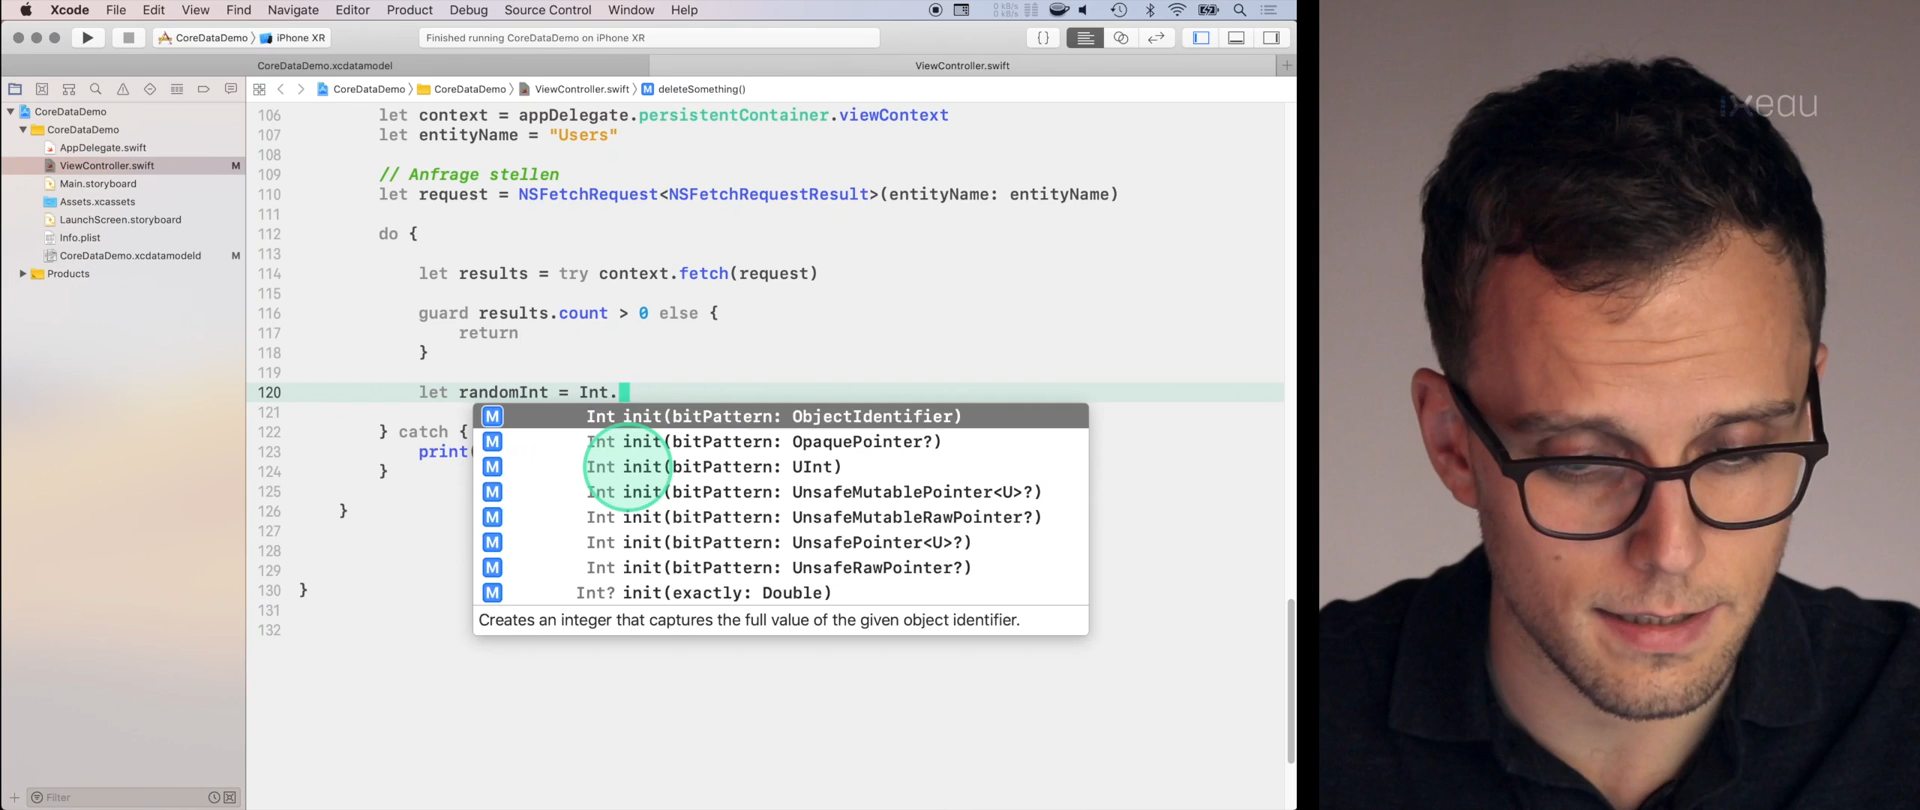 Xcode File Edit View Find Navigate Editor Product Debug Source Control Window Help
0 kB/s
0 kB/s
CoreDataDemo iPhone XR
Finished running CoreDataDemo on iPhone XR
CoreDataDemo.xcdatamodel
ViewController.swift
CoreDataDemo
CoreDataDemo
AppDelegate.swift
ViewController.swift M
Main.storyboard
Assets.xcassets
LaunchScreen.storyboard
Info.plist
CoreDataDemo.xcdatamodeld M
Products
Filter
CoreDataDemo CoreDataDemo ViewController.swift M deleteSomething()
106 let context = appDelegate.persistentContainer.viewContext
107 let entityName = "Users"
108
109 // Anfrage stellen
110 let request = NSFetchRequest<NSFetchRequestResult>(entityName: entityName)
111
112 do {
113
114 let results = try context.fetch(request)
115
116 guard results.count > 0 else {
117 return
118 }
119
120 let randomInt = Int.
121
122 } catch {
123 print(
124 }
125
126 }
127
128
129
130 }
131
132
M Int init(bitPattern: ObjectIdentifier)
M Int init(bitPattern: OpaquePointer?)
M Int init(bitPattern: UInt)
M Int init(bitPattern: UnsafeMutablePointer<U>?)
M Int init(bitPattern: UnsafeMutableRawPointer?)
M Int init(bitPattern: UnsafePointer<U>?)
M Int init(bitPattern: UnsafeRawPointer?)
M Int? init(exactly: Double)
Creates an integer that captures the full value of the given object identifier.
ixeau